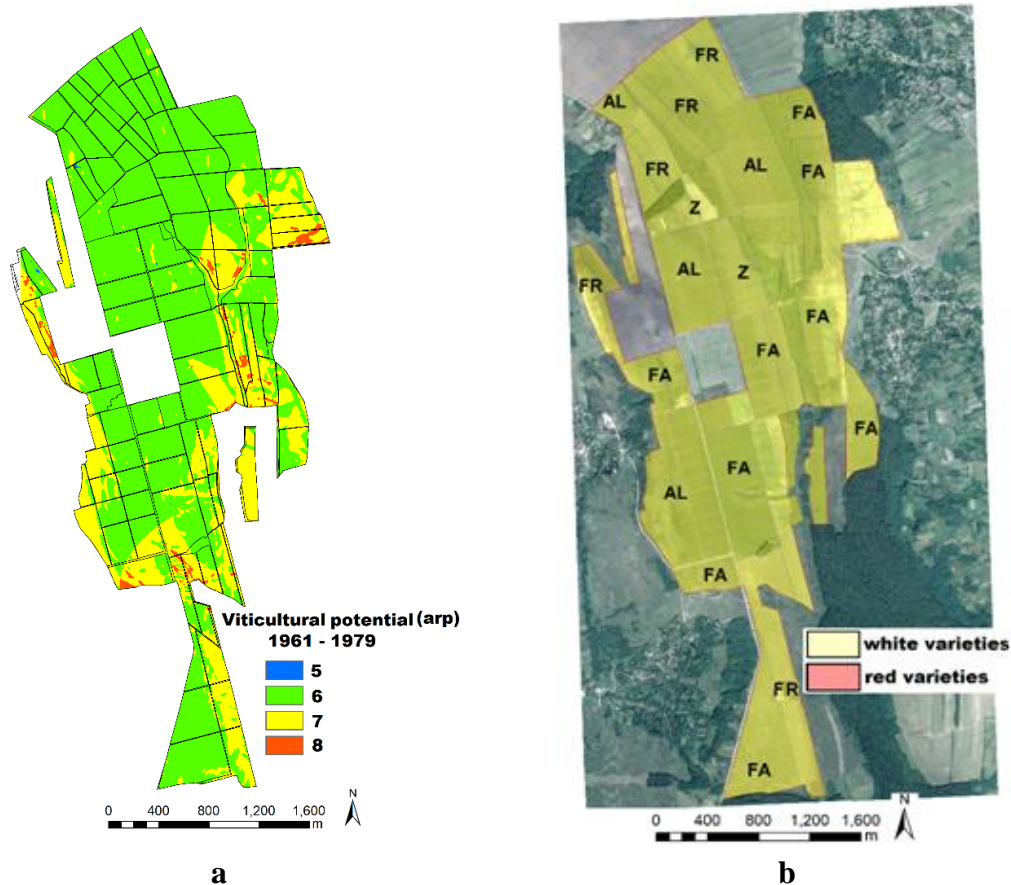 Viticultural potential (arp)
1961 - 1979
5
6
7
8
0 400 800 1,200 1,600
m
N
a
FR
AL
FR
FA
FR
AL
FA
Z
AL
Z
FR
FA
FA
FA
FA
FA
AL
FA
FR
FA
white varieties
red varieties
0 400 800 1,200 1,600
m
N
b